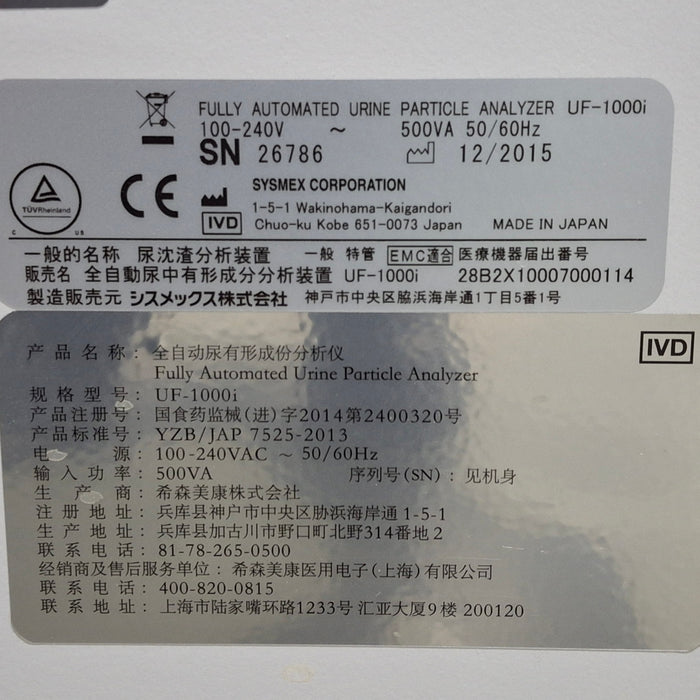 FULLY AUTOMATED URINE PARTICLE ANALYZER UF-1000i
100-240V ~ 500VA 50/60Hz
SN 26786 12/2015
TÜVRheinland
C US
CE
SYSMEX CORPORATION
IVD 1-5-1 Wakinohama-Kaigandori
Chuo-ku Kobe 651-0073 Japan MADE IN JAPAN
一般的名称 尿沈渣分析装置 一般 特管 EMC適合 医療機器届出番号
販売名 全自動尿中有形成分分析装置 UF-1000i 28B2X10007000114
製造販売元 シスメックス株式会社 神戸市中央区脇浜海岸通1丁目5番1号
IVD
产品名称: 全自动尿有形成份分析仪
Fully Automated Urine Particle Analyzer
规格型号: UF-1000i
产品注册号: 国食药监械(进)字2014第2400320号
产品标准号: YZB/JAP 7525-2013
电源: 100-240VAC ~ 50/60Hz
输入功率: 500VA 序列号(SN): 见机身
生产商: 希森美康株式会社
注册地址: 兵库县神户市中央区胁浜海岸通 1-5-1
生产地址: 兵库县加古川市野口町北野314番地2
联系电话: 81-78-265-0500
经销商及售后服务单位: 希森美康医用电子(上海)有限公司
联系电话: 400-820-0815
上海市陆家嘴环路1233号 汇亚大厦9楼 200120